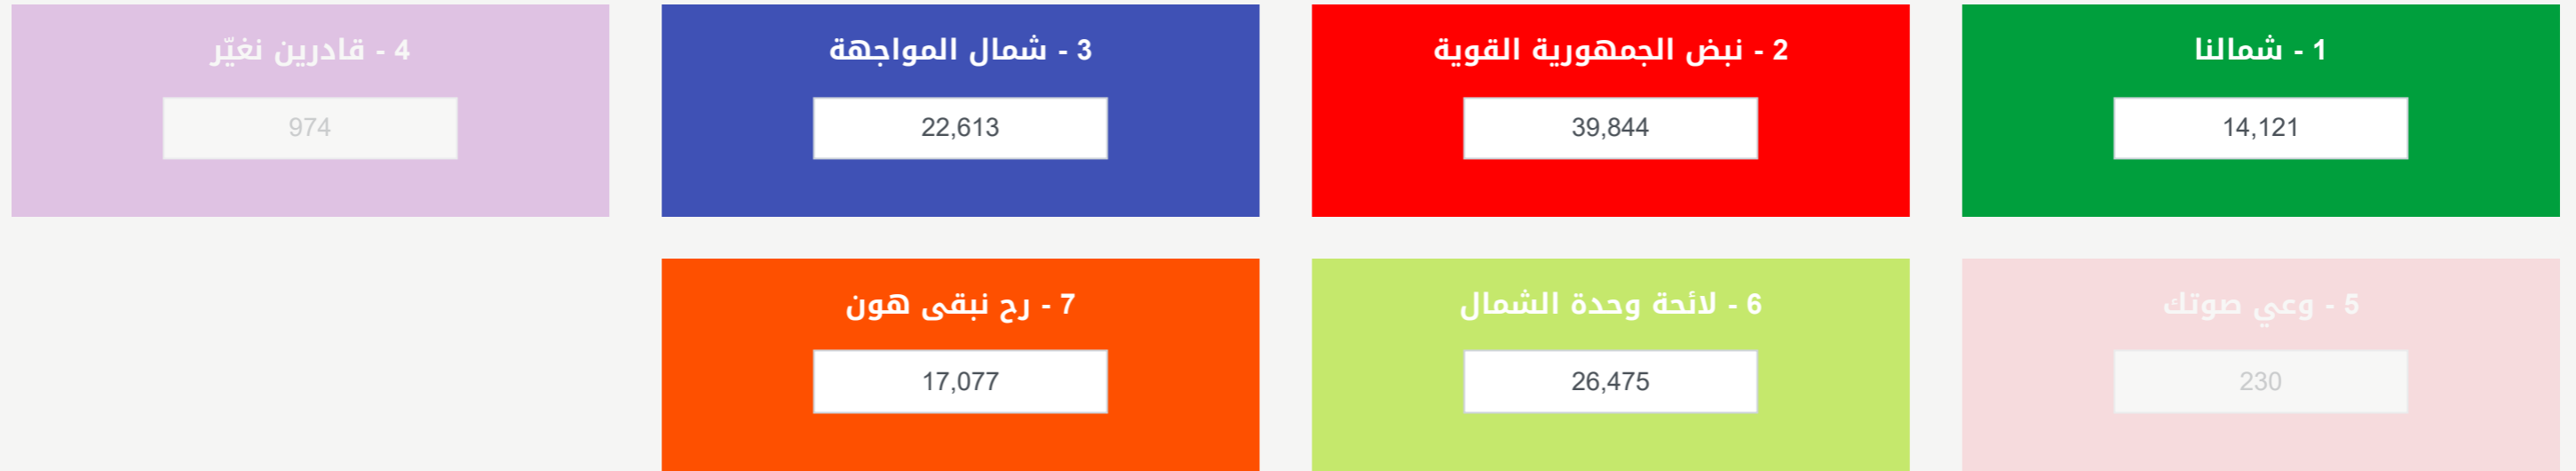 1 - شمالنا
14,121
2 - نبض الجمهورية القوية
39,844
3 - شمال المواجهة
22,613
4 - قادرين نغيّر
974
5 - وعي صوتك
230
6 - لائحة وحدة الشمال
26,475
7 - رح نبقى هون
17,077